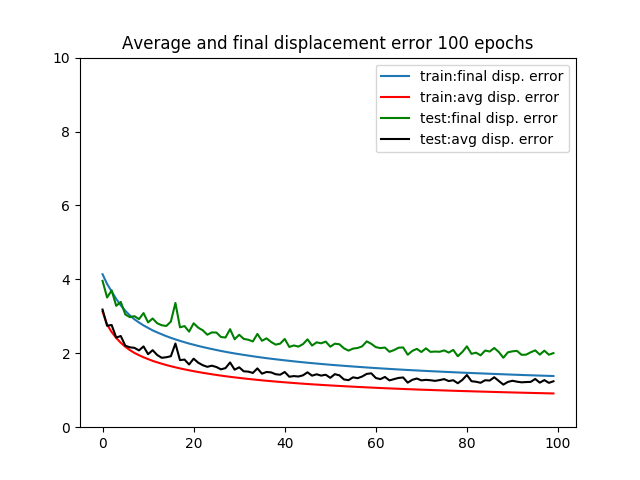 Average and final displacement error 100 epochs
10
8
6
4
2
0
train:final disp. error
train:avg disp. error
test:final disp. error
test:avg disp. error
0 20 40 60 80 100